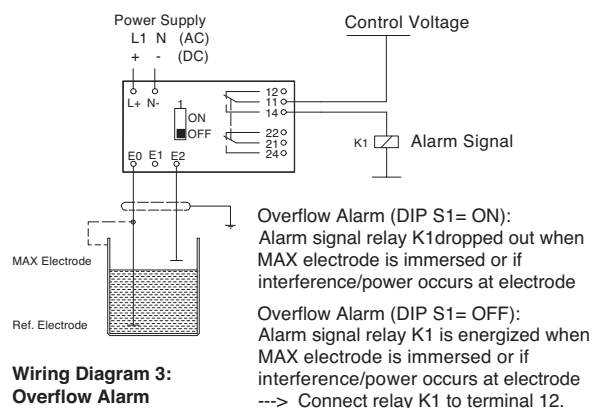 Power Supply
L1 N (AC)
+ - (DC)
Control Voltage
L+ N-
1
ON
OFF
12
11
14
22
21
24
E0 E1 E2
K1 Alarm Signal
MAX Electrode
Ref. Electrode
Overflow Alarm (DIP S1= ON):
Alarm signal relay K1dropped out when
MAX electrode is immersed or if
interference/power occurs at electrode
Overflow Alarm (DIP S1= OFF):
Alarm signal relay K1 is energized when
MAX electrode is immersed or if
interference/power occurs at electrode
---> Connect relay K1 to terminal 12.
Wiring Diagram 3:
Overflow Alarm